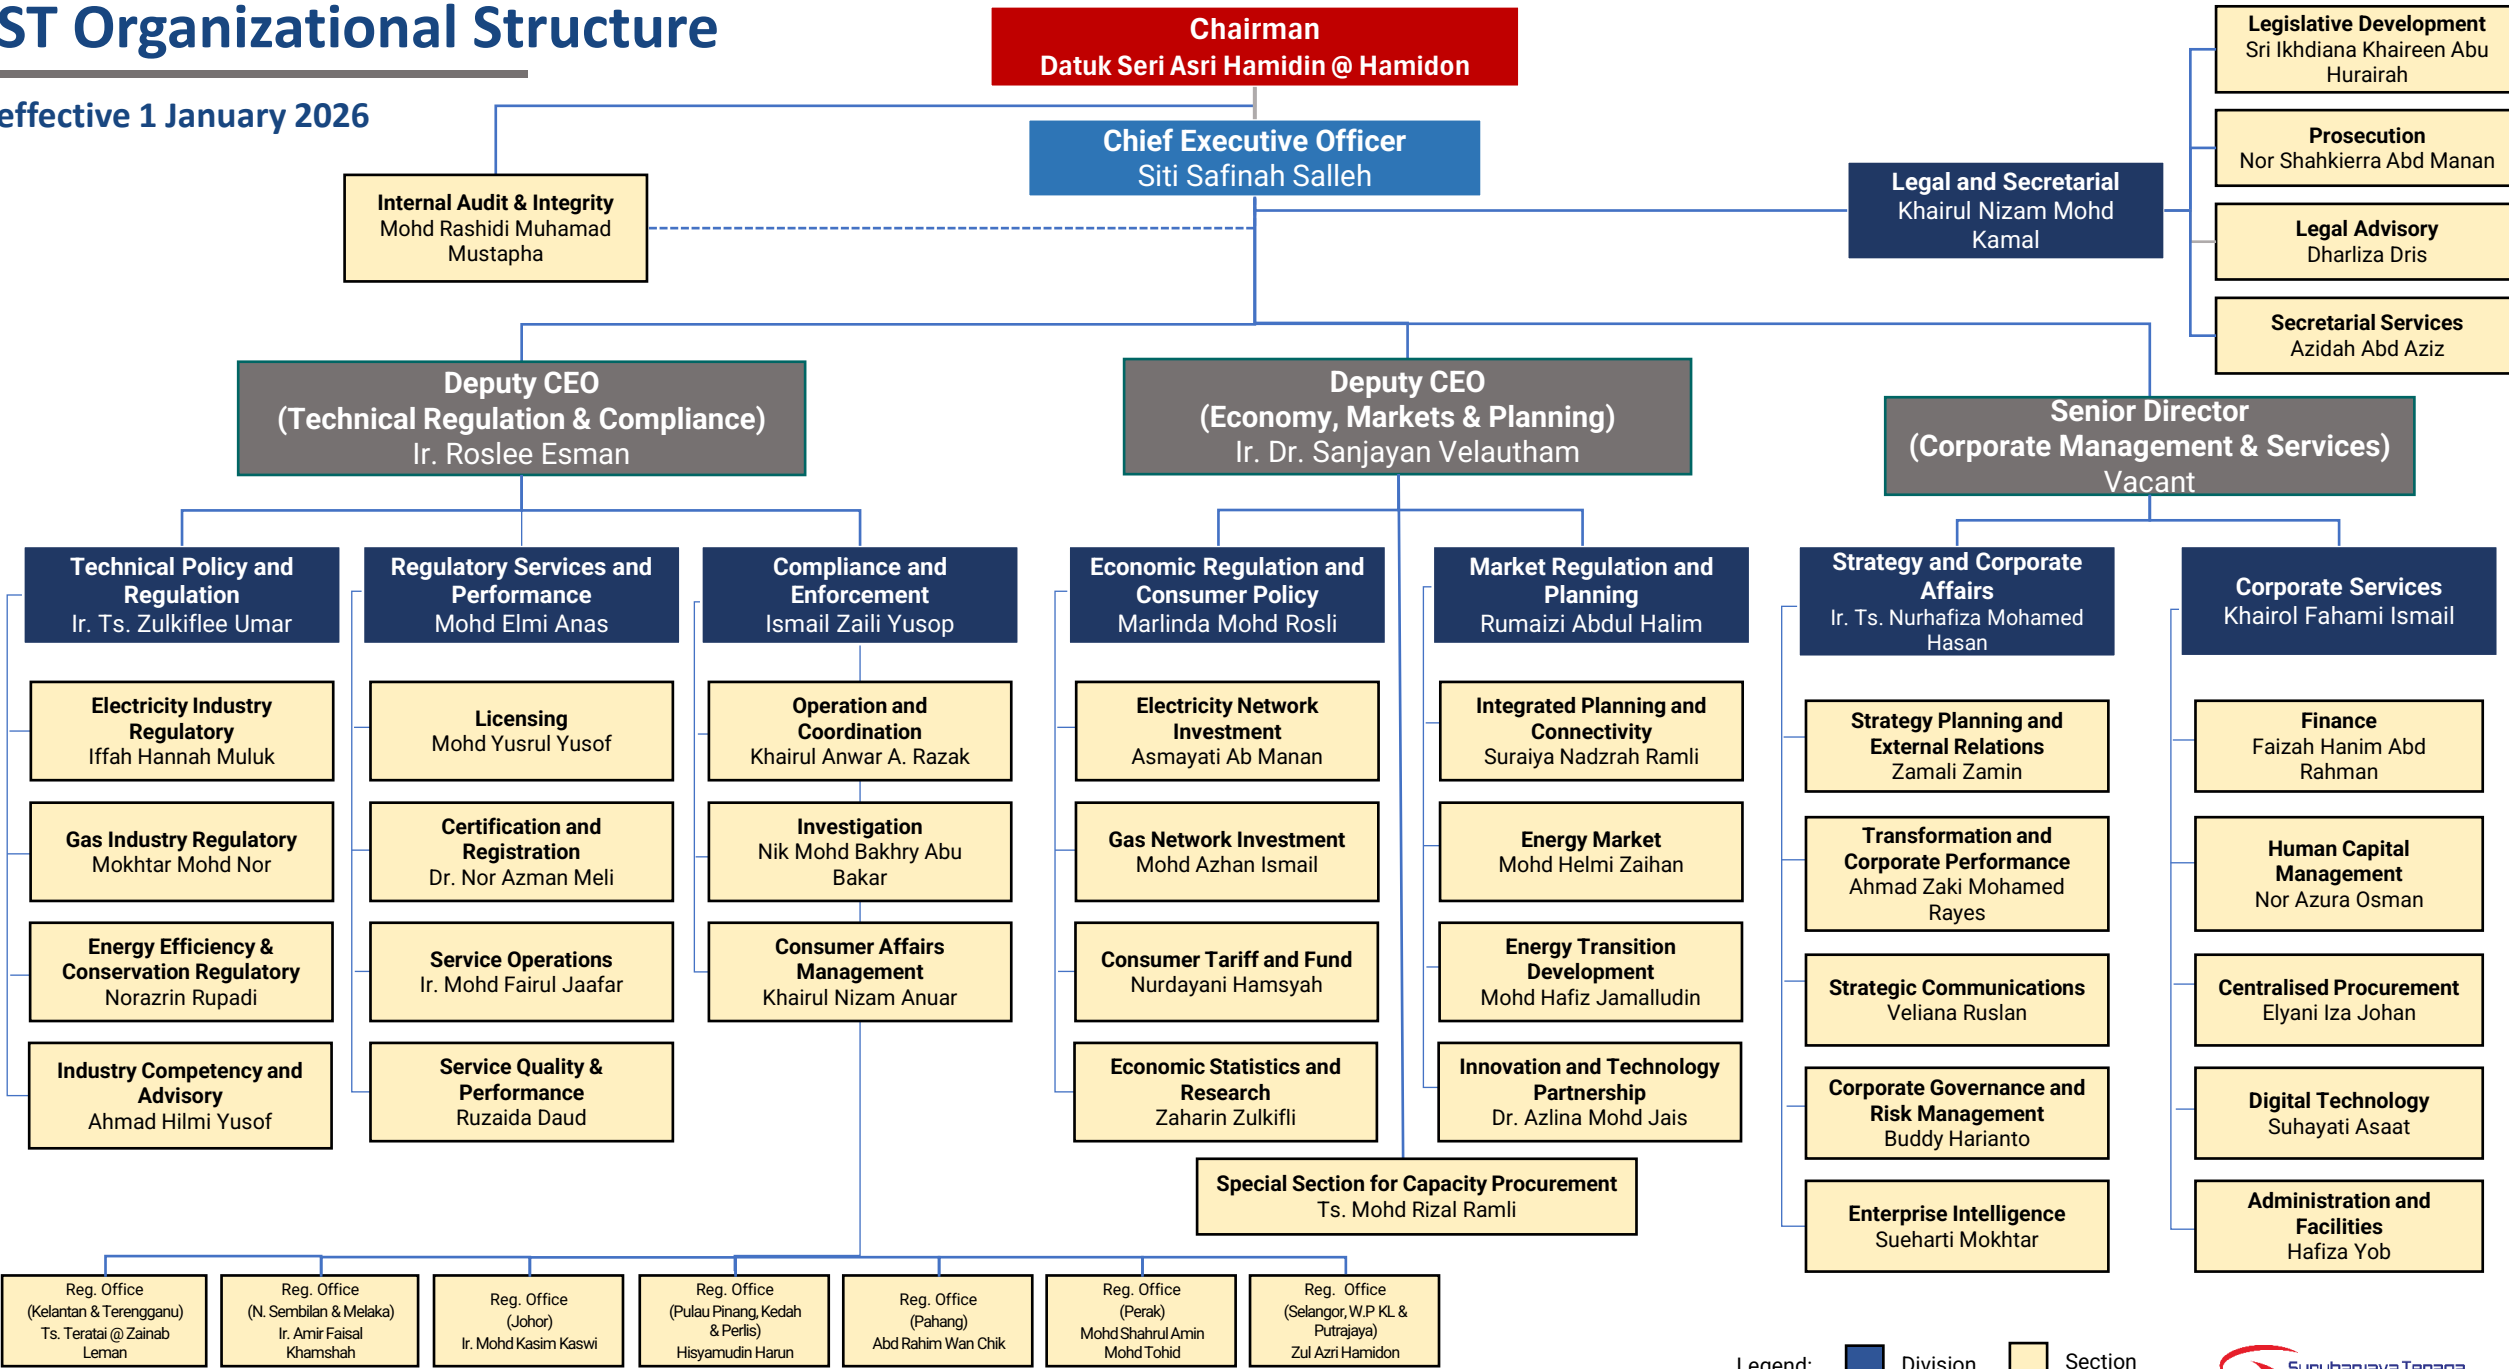 ST Organizational Structure
effective 1 January 2026
Chairman
Datuk Seri Asri Hamidin @ Hamidon
Chief Executive Officer
Siti Safinah Salleh
Internal Audit & Integrity
Mohd Rashidi Muhamad
Mustapha
Legal and Secretarial
Khairul Nizam Mohd
Kamal
Legislative Development
Sri Ikhdiana Khaireen Abu
Hurairah
Prosecution
Nor Shahkierra Abd Manan
Legal Advisory
Dharliza Dris
Secretarial Services
Azidah Abd Aziz
Deputy CEO
(Technical Regulation & Compliance)
Ir. Roslee Esman
Deputy CEO
(Economy, Markets & Planning)
Ir. Dr. Sanjayan Velautham
Senior Director
(Corporate Management & Services)
Vacant
Technical Policy and
Regulation
Ir. Ts. Zulkiflee Umar
Electricity Industry
Regulatory
Iffah Hannah Muluk
Gas Industry Regulatory
Mokhtar Mohd Nor
Energy Efficiency &
Conservation Regulatory
Norazrin Rupadi
Industry Competency and
Advisory
Ahmad Hilmi Yusof
Regulatory Services and
Performance
Mohd Elmi Anas
Licensing
Mohd Yusrul Yusof
Certification and
Registration
Dr. Nor Azman Meli
Service Operations
Ir. Mohd Fairul Jaafar
Service Quality &
Performance
Ruzaida Daud
Compliance and
Enforcement
Ismail Zaili Yusop
Operation and
Coordination
Khairul Anwar A. Razak
Investigation
Nik Mohd Bakhry Abu
Bakar
Consumer Affairs
Management
Khairul Nizam Anuar
Economic Regulation and
Consumer Policy
Marlinda Mohd Rosli
Electricity Network
Investment
Asmayati Ab Manan
Gas Network Investment
Mohd Azhan Ismail
Consumer Tariff and Fund
Nurdayani Hamsyah
Economic Statistics and
Research
Zaharin Zulkifli
Market Regulation and
Planning
Rumaizi Abdul Halim
Integrated Planning and
Connectivity
Suraiya Nadzrah Ramli
Energy Market
Mohd Helmi Zaihan
Energy Transition
Development
Mohd Hafiz Jamalludin
Innovation and Technology
Partnership
Dr. Azlina Mohd Jais
Special Section for Capacity Procurement
Ts. Mohd Rizal Ramli
Strategy and Corporate
Affairs
Ir. Ts. Nurhafiza Mohamed
Hasan
Strategy Planning and
External Relations
Zamali Zamin
Transformation and
Corporate Performance
Ahmad Zaki Mohamed
Rayes
Strategic Communications
Veliana Ruslan
Corporate Governance and
Risk Management
Buddy Harianto
Enterprise Intelligence
Sueharti Mokhtar
Corporate Services
Khairol Fahami Ismail
Finance
Faizah Hanim Abd
Rahman
Human Capital
Management
Nor Azura Osman
Centralised Procurement
Elyani Iza Johan
Digital Technology
Suhayati Asaat
Administration and
Facilities
Hafiza Yob
Reg. Office
(Kelantan & Terengganu)
Ts. Teratai @ Zainab
Leman
Reg. Office
(N. Sembilan & Melaka)
Ir. Amir Faisal
Khamshah
Reg. Office
(Johor)
Ir. Mohd Kasim Kaswi
Reg. Office
(Pulau Pinang, Kedah
& Perlis)
Hisyamudin Harun
Reg. Office
(Pahang)
Abd Rahim Wan Chik
Reg. Office
(Perak)
Mohd Shahrul Amin
Mohd Tohid
Reg. Office
(Selangor, W.P KL &
Putrajaya)
Zul Azri Hamidon
Legend:
Division
Section
Suruhanjaya Tenaga